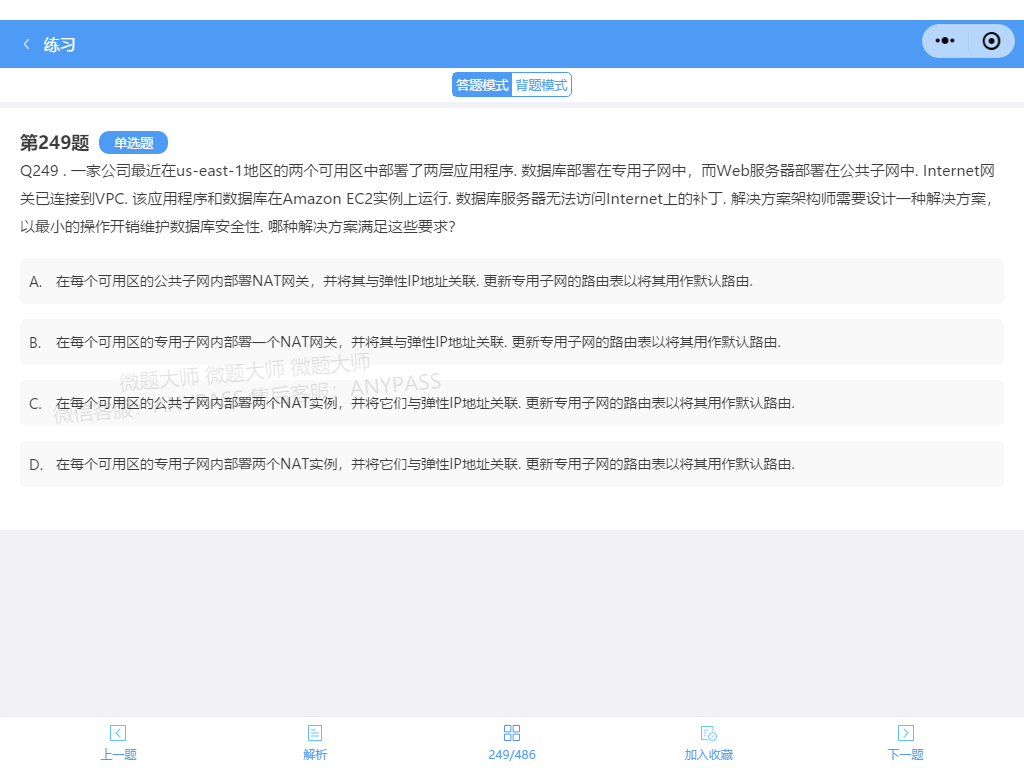 练习
答题模式 背题模式
第249题 单选题
Q249 . 一家公司最近在us-east-1地区的两个可用区中部署了两层应用程序. 数据库部署在专用子网中，而Web服务器部署在公共子网中. Internet网
关已连接到VPC. 该应用程序和数据库在Amazon EC2实例上运行. 数据库服务器无法访问Internet上的补丁. 解决方案架构师需要设计一种解决方案，
以最小的操作开销维护数据库安全性. 哪种解决方案满足这些要求?
A. 在每个可用区的公共子网内部署NAT网关，并将其与弹性IP地址关联. 更新专用子网的路由表以将其用作默认路由.
B. 在每个可用区的专用子网内部署一个NAT网关，并将其与弹性IP地址关联. 更新专用子网的路由表以将其用作默认路由.
微题大师 微题大师 微题大师
微信客服：ANYPASS 售后客服：ANYPASS
C. 在每个可用区的公共子网内部署两个NAT实例，并将它们与弹性IP地址关联. 更新专用子网的路由表以将其用作默认路由.
D. 在每个可用区的专用子网内部署两个NAT实例，并将它们与弹性IP地址关联. 更新专用子网的路由表以将其用作默认路由.
上一题 解析 249/486 加入收藏 下一题